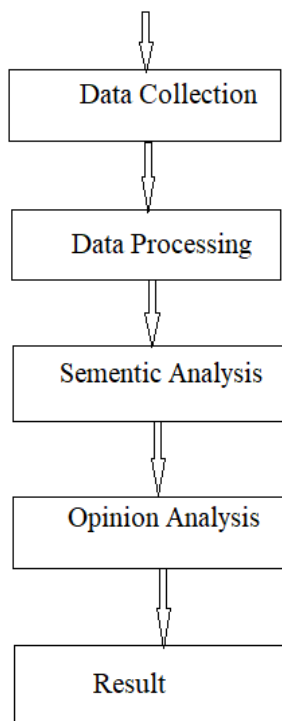 Data Collection
Data Processing
Sementic Analysis
Opinion Analysis
Result